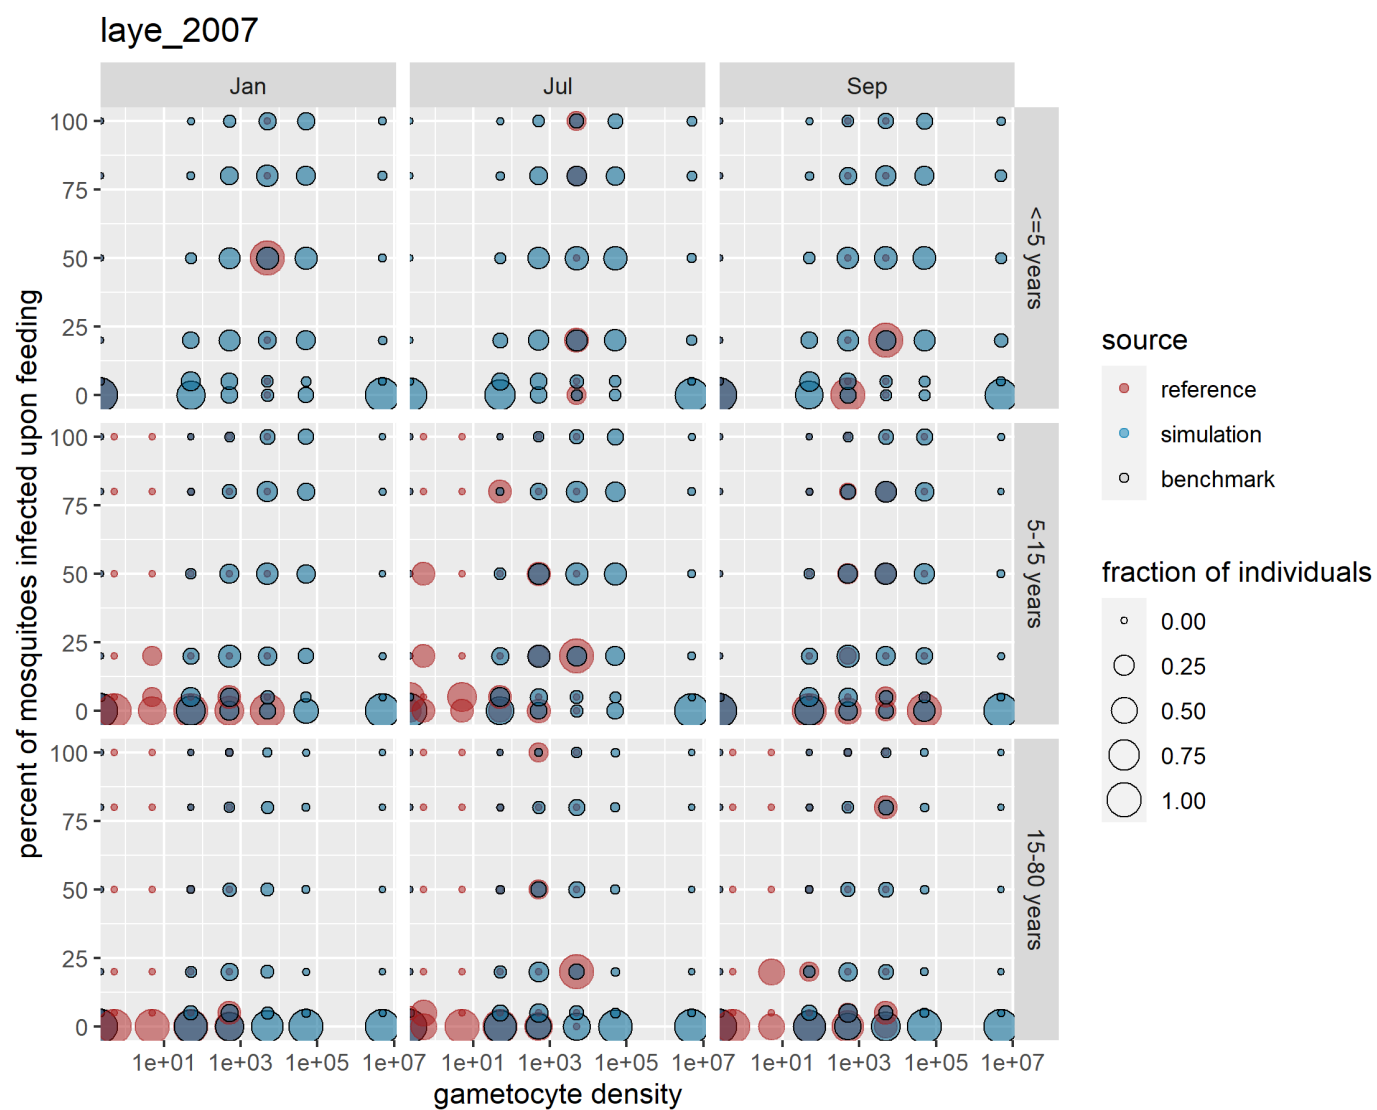 laye_2007
Jan Jul Sep
percent of mosquitoes infected upon feeding
100
75
50
25
0
<=5 years
100
75
50
25
0
5-15 years
100
75
50
25
0
15-80 years
1e+01 1e+03 1e+05 1e+07 1e+01 1e+03 1e+05 1e+07 1e+01 1e+03 1e+05 1e+07
gametocyte density
source
reference
simulation
benchmark
fraction of individuals
0.00
0.25
0.50
0.75
1.00